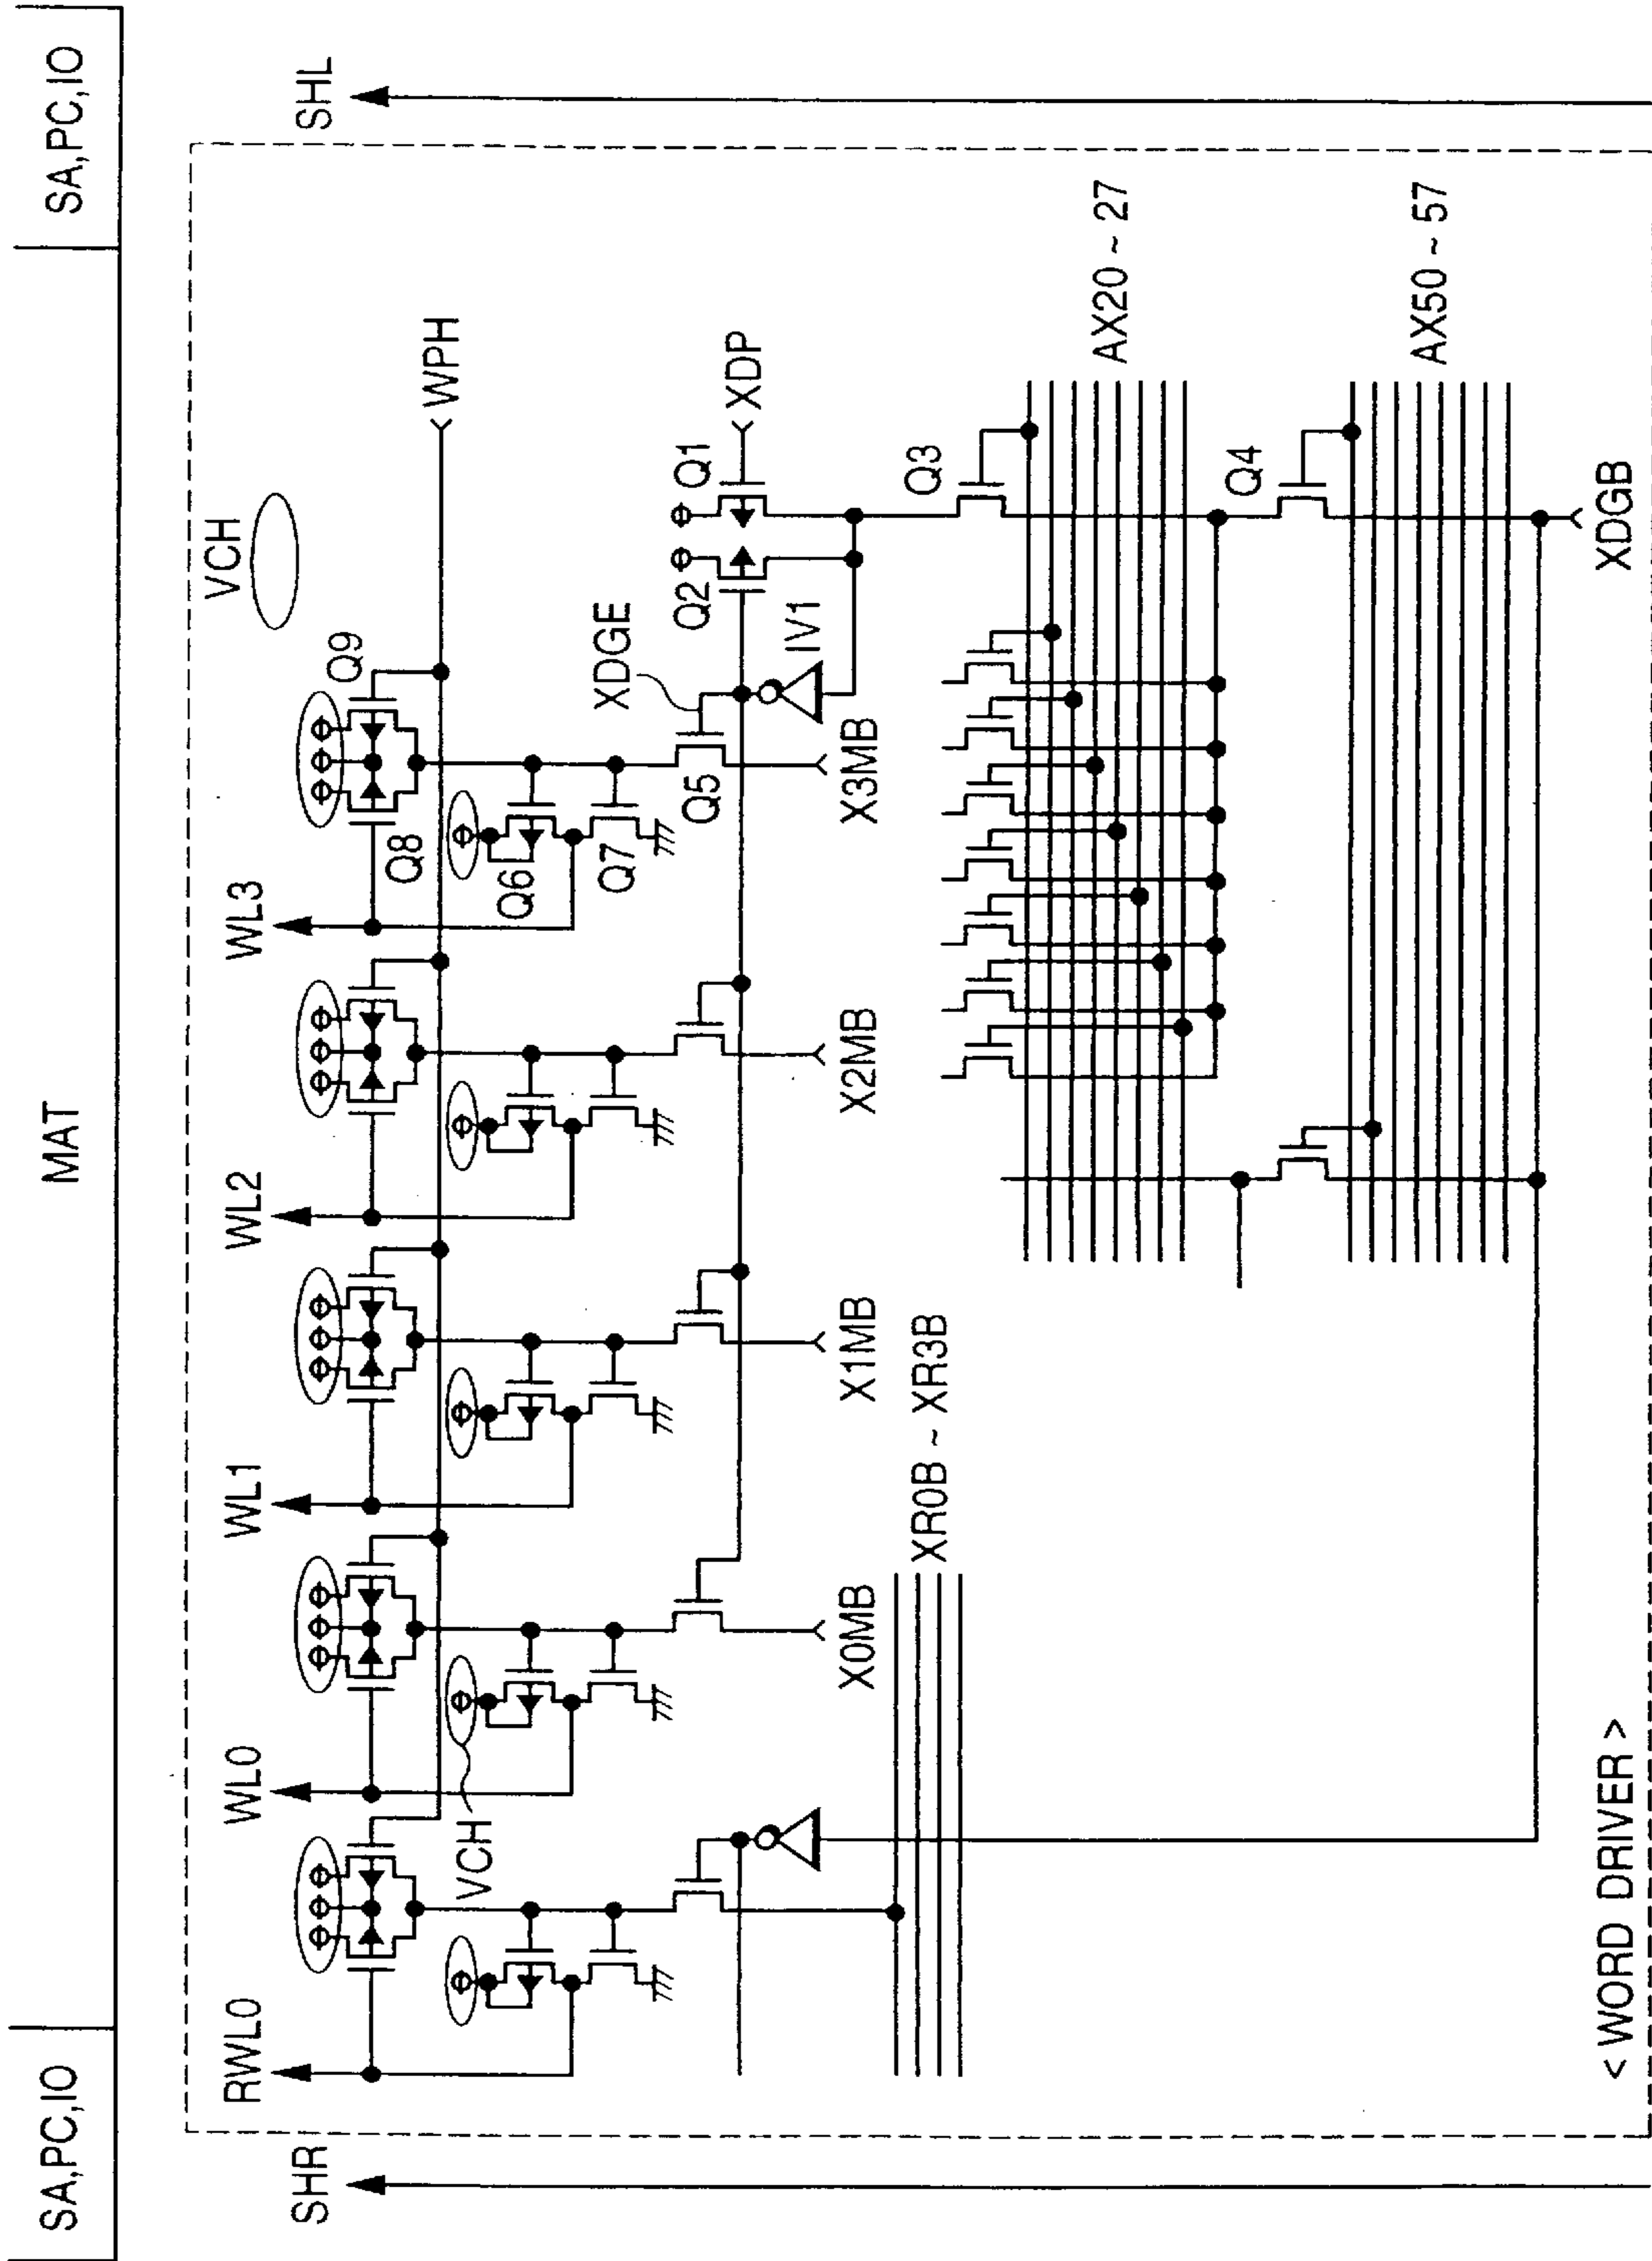 SA,PC,IO
MAT
SA,PC,IO
SHR
SHL
RWL0
WL0
WL1
WL2
WL3
VCH
Q9
Q8
WPH
VCH
Q6
Q7
Q5
XDGE
Q2
Q1
XDP
IV1
X0MB
X1MB
X2MB
X3MB
XR0B ~ XR3B
Q3
AX20 ~ 27
Q4
AX50 ~ 57
XDGB
< WORD DRIVER >